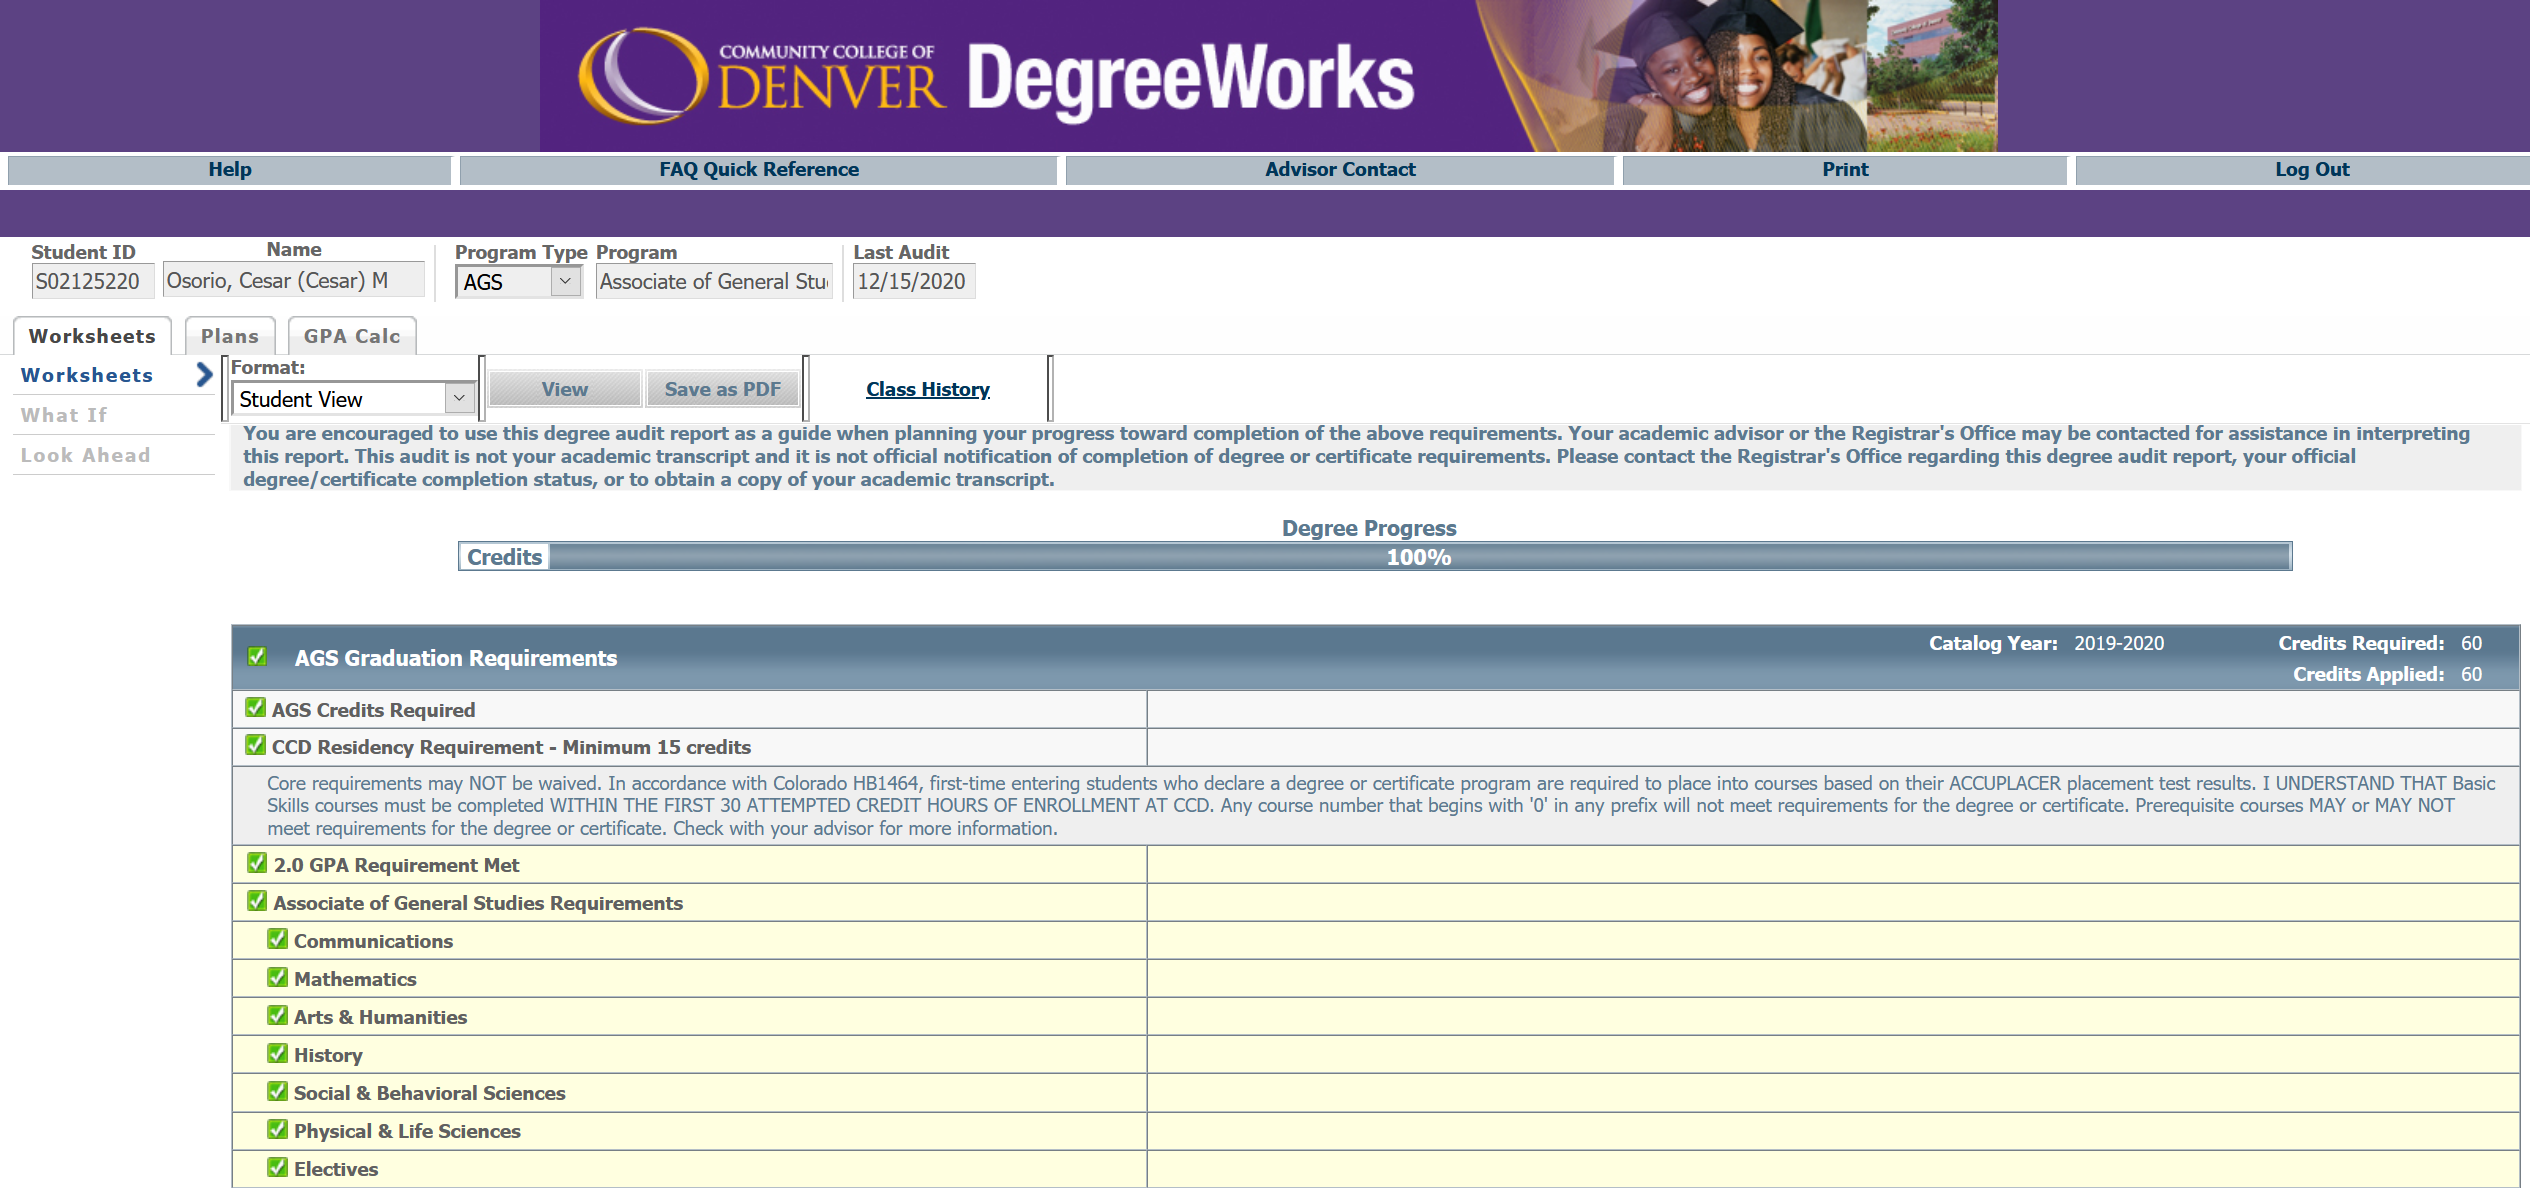 COMMUNITY COLLEGE OF
DENVER
DegreeWorks
Help
FAQ Quick Reference
Advisor Contact
Print
Log Out
Student ID
Name
Program Type
Program
Last Audit
S02125220
Osorio, Cesar (Cesar) M
AGS
Associate of General Stu
12/15/2020
Worksheets
Plans
GPA Calc
Worksheets
What If
Look Ahead
Format:
Student View
View
Save as PDF
Class History
You are encouraged to use this degree audit report as a guide when planning your progress toward completion of the above requirements. Your academic advisor or the Registrar's Office may be contacted for assistance in interpreting
this report. This audit is not your academic transcript and it is not official notification of completion of degree or certificate requirements. Please contact the Registrar's Office regarding this degree audit report, your official
degree/certificate completion status, or to obtain a copy of your academic transcript.
Degree Progress
Credits
100%
AGS Graduation Requirements
Catalog Year: 2019-2020
Credits Required: 60
Credits Applied: 60
AGS Credits Required
CCD Residency Requirement - Minimum 15 credits
Core requirements may NOT be waived. In accordance with Colorado HB1464, first-time entering students who declare a degree or certificate program are required to place into courses based on their ACCUPLACER placement test results. I UNDERSTAND THAT Basic
Skills courses must be completed WITHIN THE FIRST 30 ATTEMPTED CREDIT HOURS OF ENROLLMENT AT CCD. Any course number that begins with '0' in any prefix will not meet requirements for the degree or certificate. Prerequisite courses MAY or MAY NOT
meet requirements for the degree or certificate. Check with your advisor for more information.
2.0 GPA Requirement Met
Associate of General Studies Requirements
Communications
Mathematics
Arts & Humanities
History
Social & Behavioral Sciences
Physical & Life Sciences
Electives